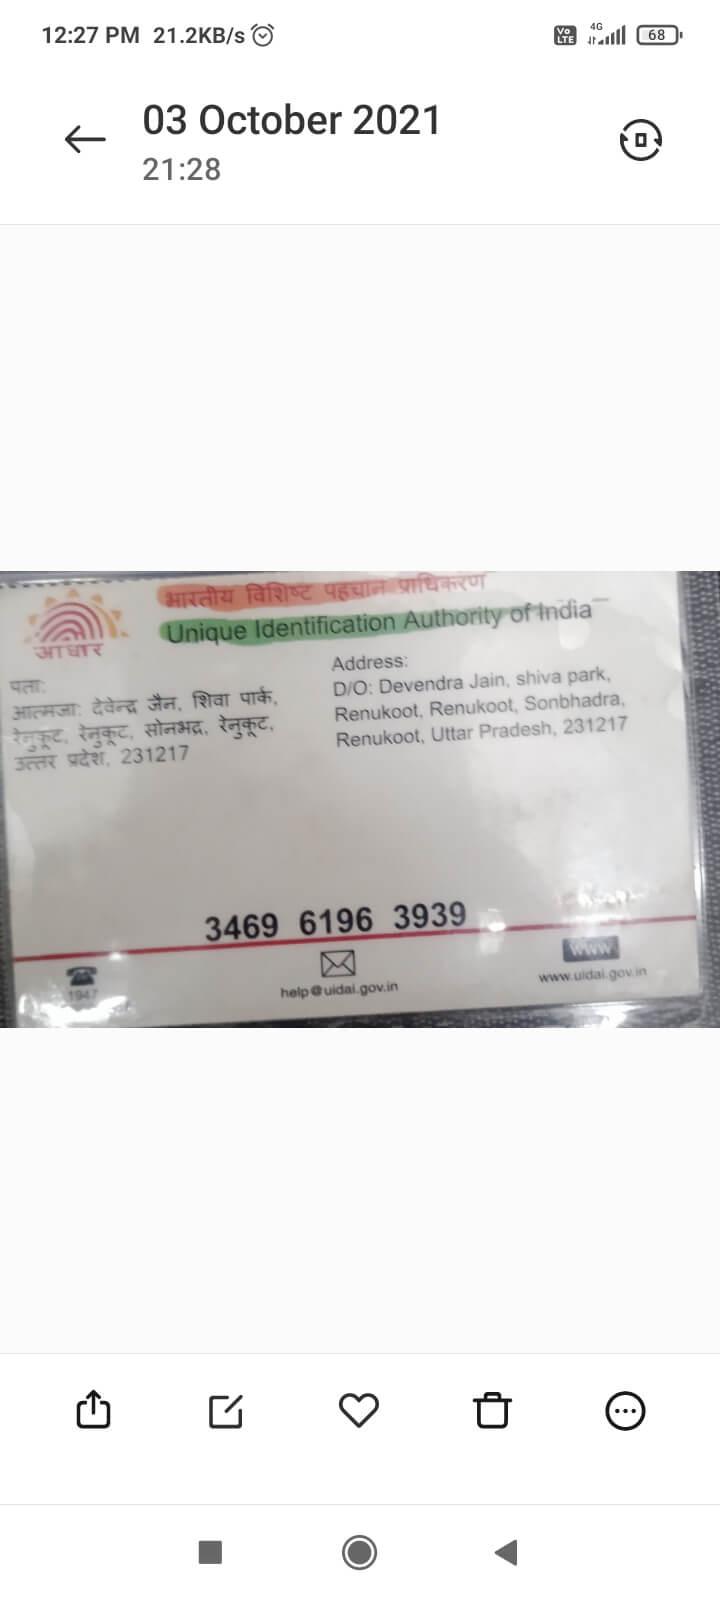 12:27 PM 21.2KB/s
Vo LTE 4G 68
03 October 2021
21:28
भारतीय विशिष्ट पहचान प्राधिकरण
Unique Identification Authority of India
आधार
पता:
आत्मजा: देवेन्द्र जैन, शिवा पार्क,
रेनुकूट, रेनुकूट, सोनभद्र, रेनुकूट,
उत्तर प्रदेश, 231217
Address:
D/O: Devendra Jain, shiva park,
Renukoot, Renukoot, Sonbhadra,
Renukoot, Uttar Pradesh, 231217
3469 6196 3939
1947
help@uidai.gov.in
www
www.uidai.gov.in